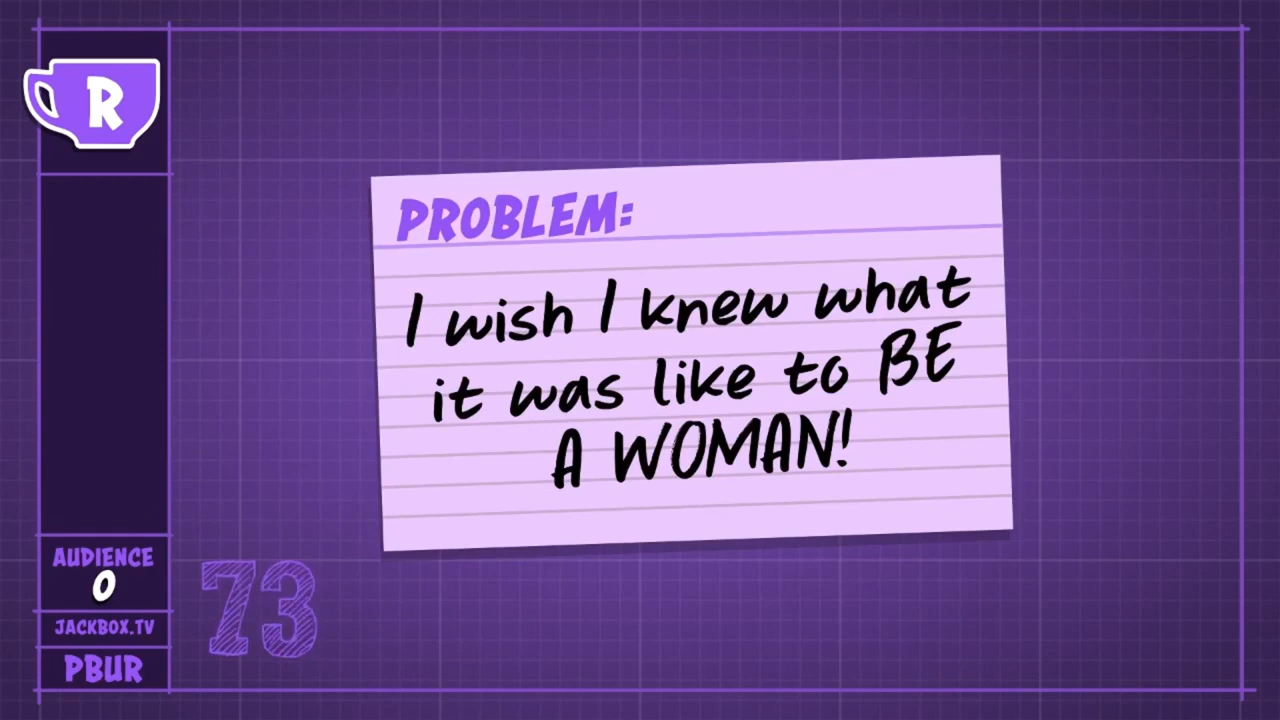 R
PROBLEM:
I wish I knew what
it was like to BE
A WOMAN!
AUDIENCE
0
JACKBOX.TV
PBUR
73